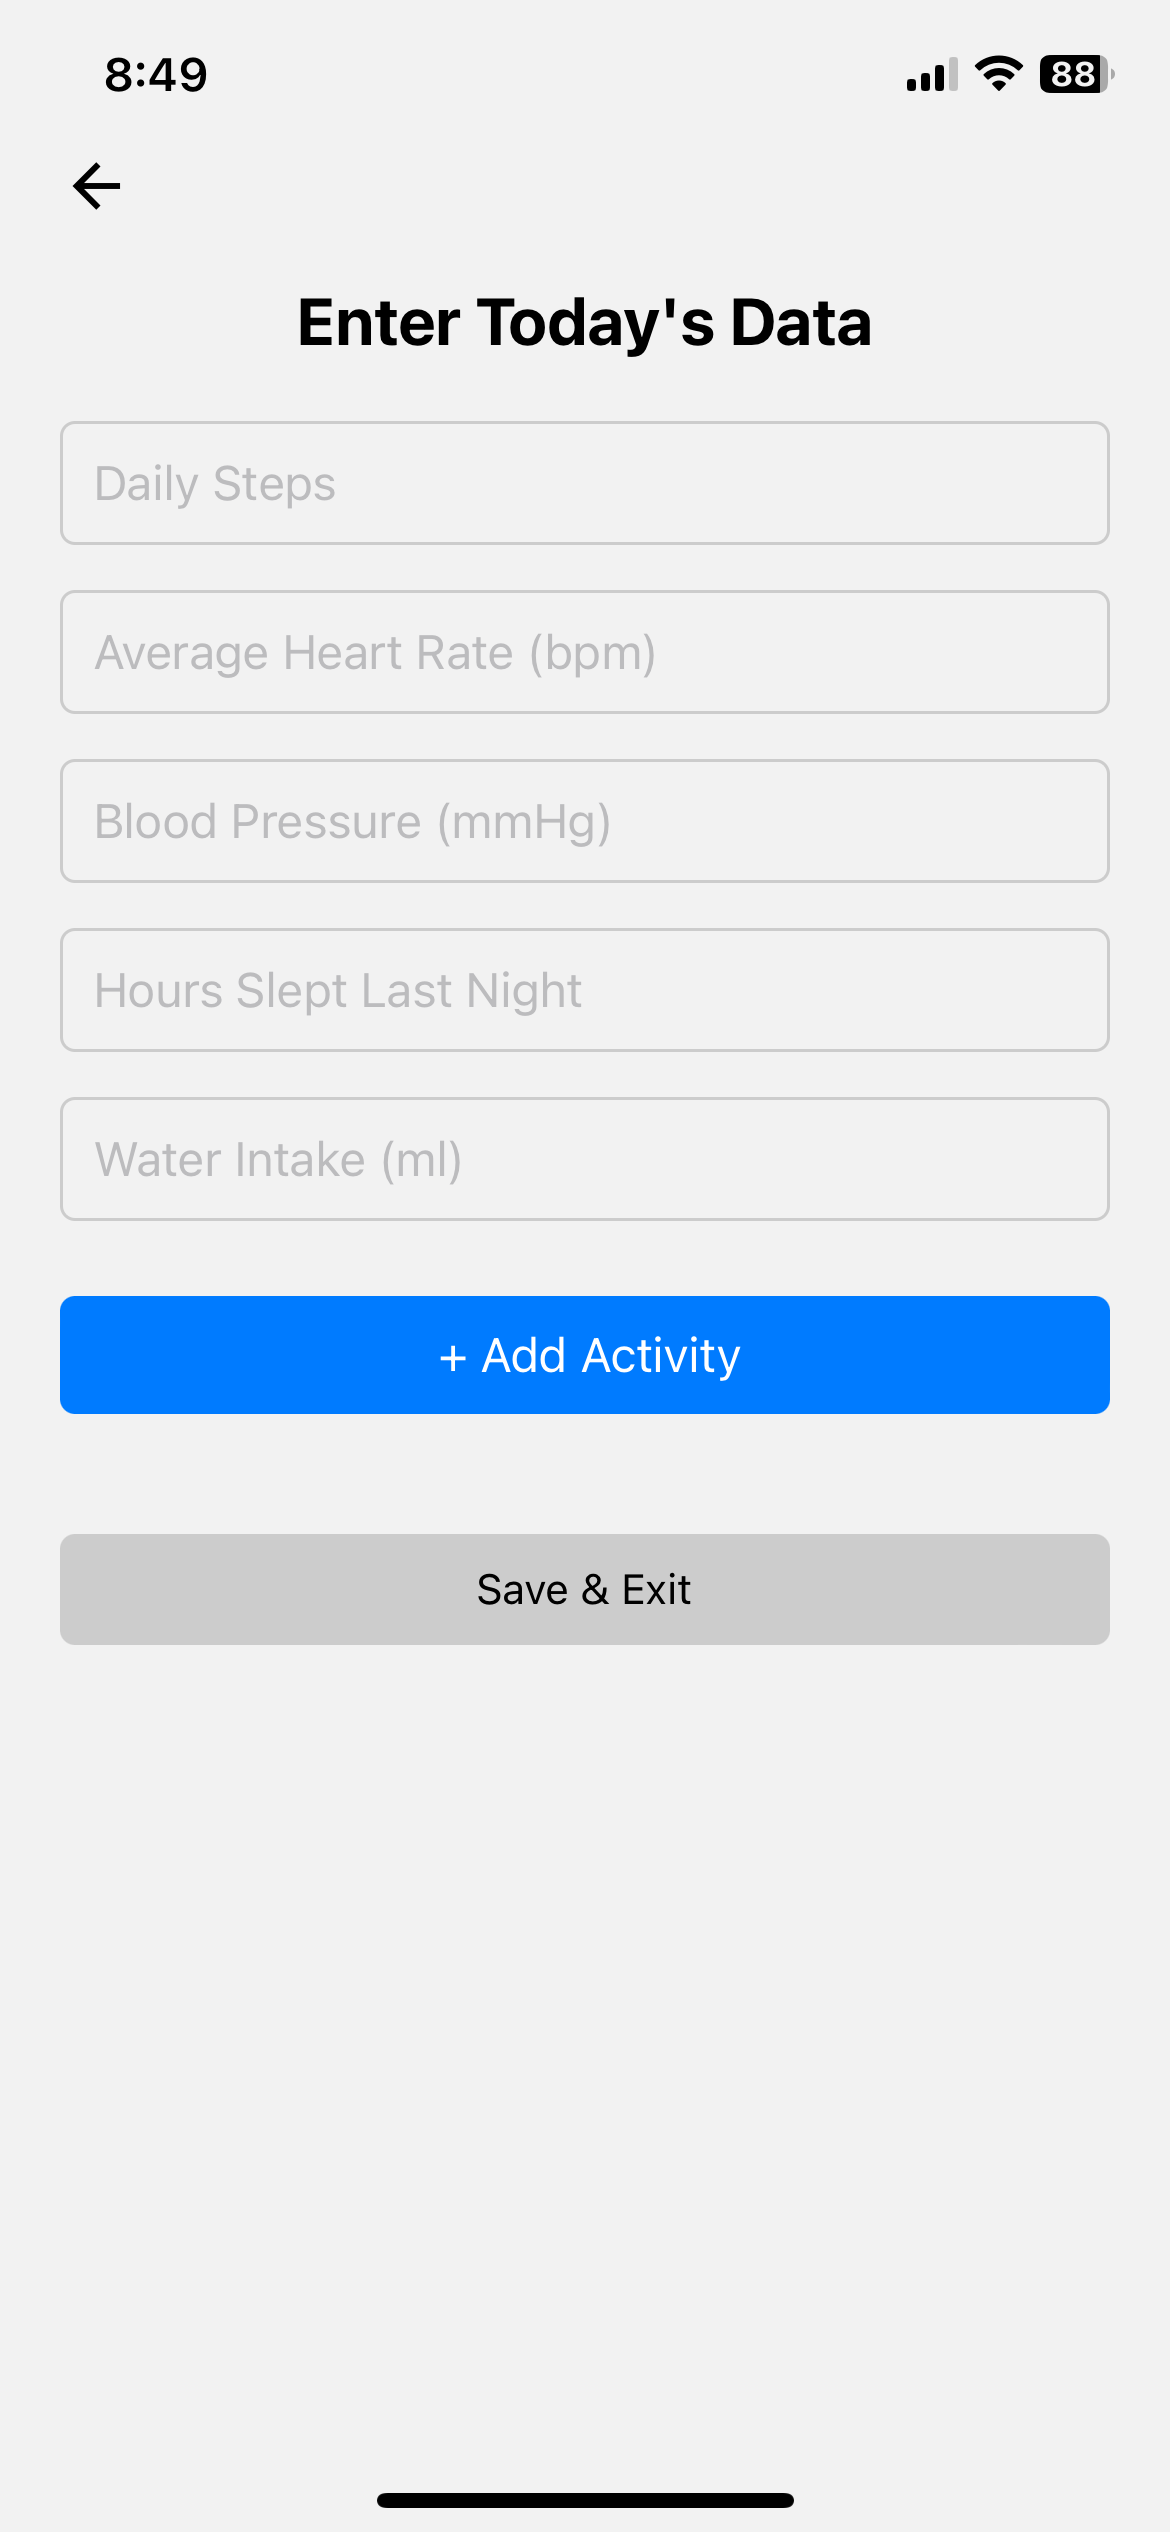 8:49
88
Enter Today's Data
Daily Steps
Average Heart Rate (bpm)
Blood Pressure (mmHg)
Hours Slept Last Night
Water Intake (ml)
+ Add Activity
Save & Exit